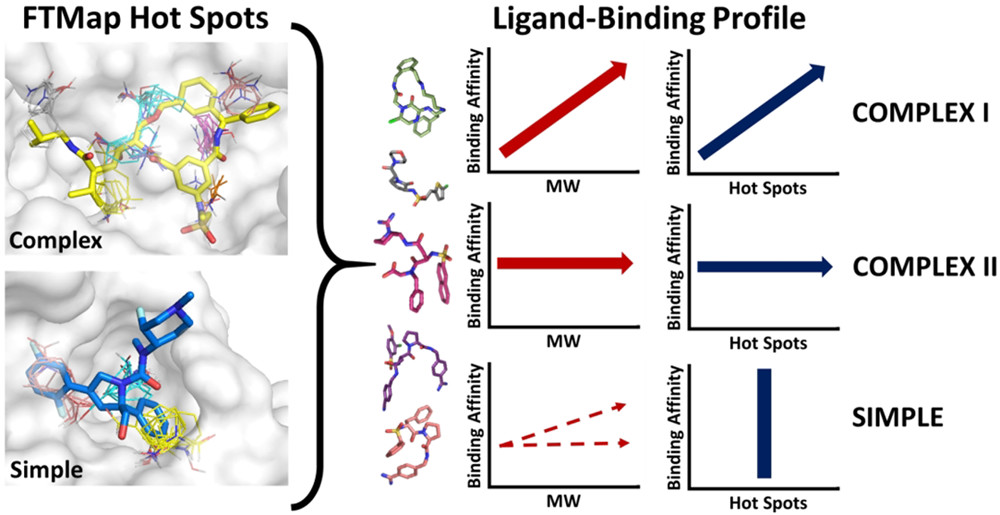 FTMap Hot Spots
Ligand-Binding Profile
Complex
Simple
Binding Affinity
MW
Binding Affinity
Hot Spots
COMPLEX I
Binding Affinity
MW
Binding Affinity
Hot Spots
COMPLEX II
Binding Affinity
MW
Binding Affinity
Hot Spots
SIMPLE